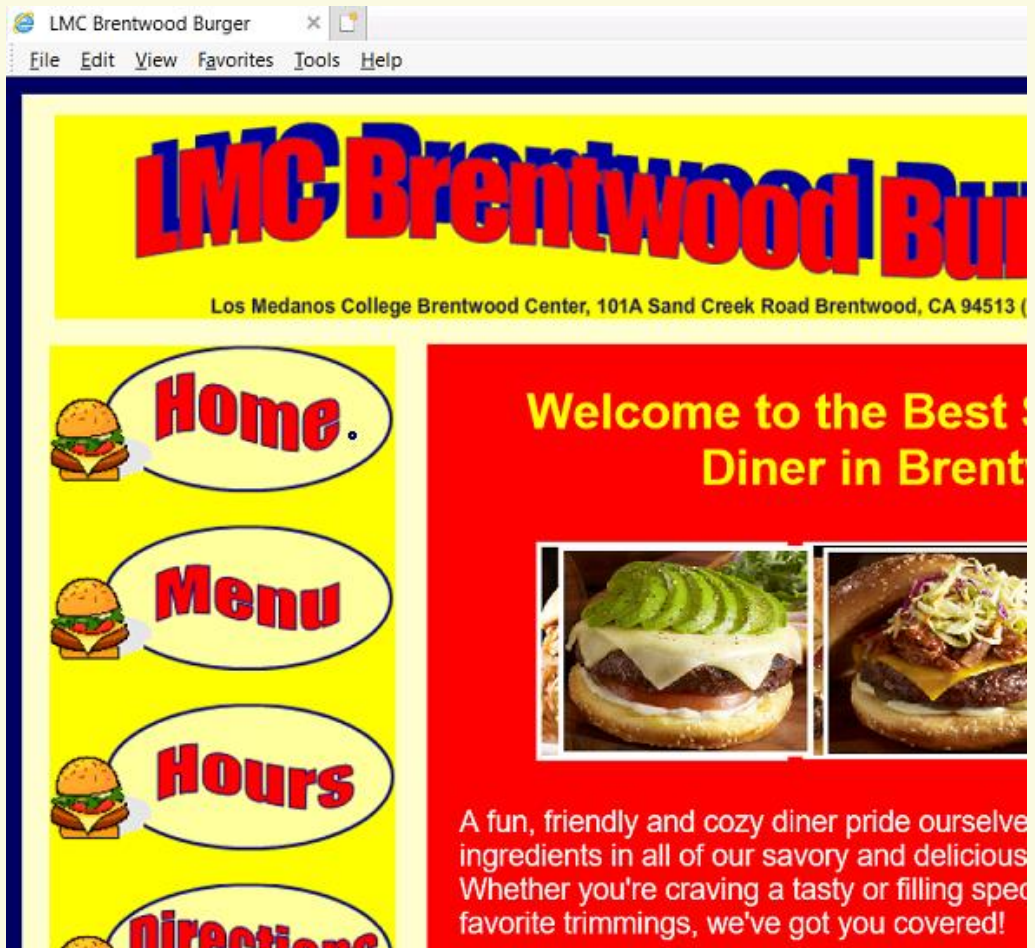 LMC Brentwood Burger
File Edit View Favorites Tools Help
LMC Brentwood Bu
Los Medanos College Brentwood Center, 101A Sand Creek Road Brentwood, CA 94513 (
Home
Menu
Hours
Directions
Welcome to the Best
Diner in Brent
A fun, friendly and cozy diner pride ourselve
ingredients in all of our savory and delicious
Whether you're craving a tasty or filling spec
favorite trimmings, we've got you covered!